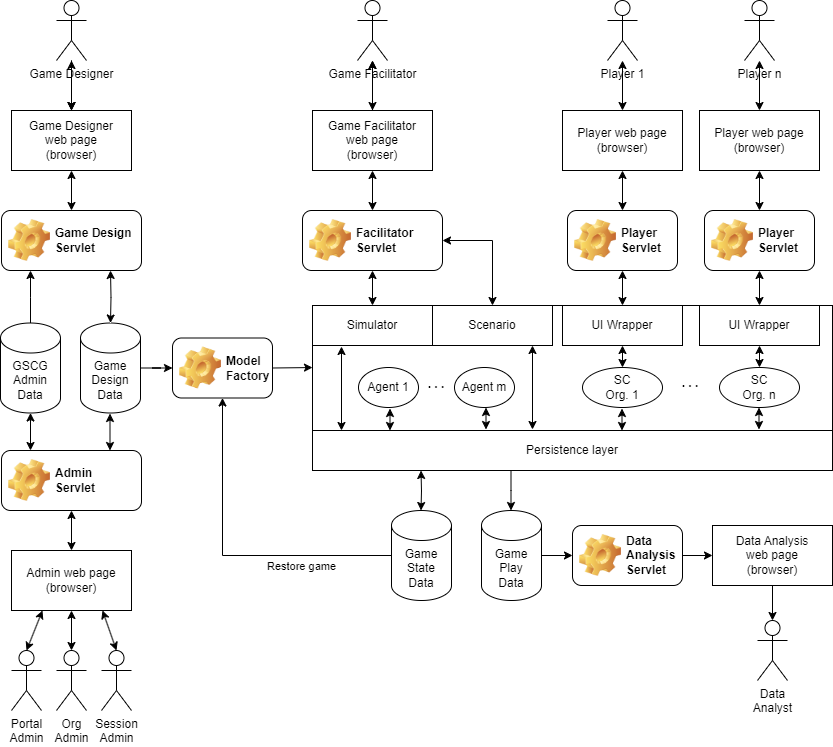 Game Designer
Game Facilitator
Player 1
Player n
Game Designer
web page
(browser)
Game Facilitator
web page
(browser)
Player web page
(browser)
Player web page
(browser)
Game Design
Servlet
Facilitator
Servlet
Player
Servlet
Player
Servlet
Simulator
Scenario
UI Wrapper
UI Wrapper
GSCG
Admin
Data
Game
Design
Data
Model
Factory
Agent 1
. . .
Agent m
SC
Org. 1
. . .
SC
Org. n
Persistence layer
Admin
Servlet
Game
State
Data
Game
Play
Data
Data
Analysis
Servlet
Data Analysis
web page
(browser)
Restore game
Admin web page
(browser)
Portal
Admin
Org
Admin
Session
Admin
Data
Analyst